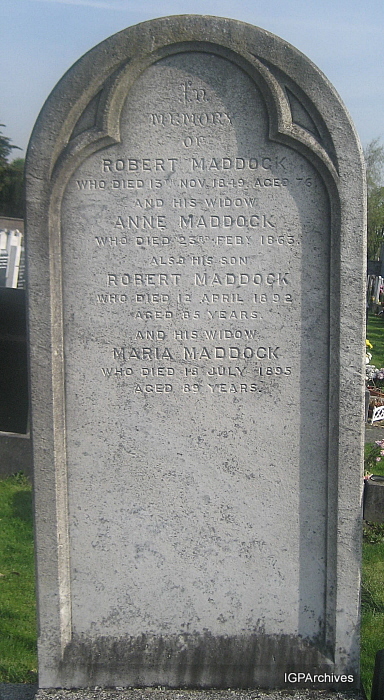 In
MEMORY
OF
ROBERT MADDOCK
WHO DIED 13TH NOV. 1849, AGED 76.
AND HIS WIDOW
ANNE MADDOCK
WHO DIED 23RD FEBY 1863.
ALSO HIS SON
ROBERT MADDOCK
WHO DIED 12 APRIL 1892
AGED 85 YEARS.
AND HIS WIDOW
MARIA MADDOCK
WHO DIED 18 JULY 1895
AGED 89 YEARS.
IGPArchives